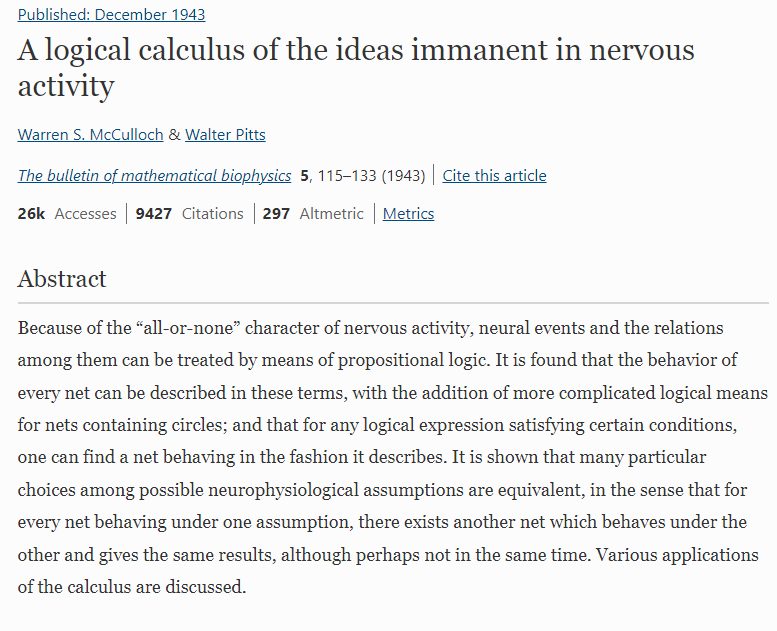 Published: December 1943
A logical calculus of the ideas immanent in nervous
activity
Warren S. McCulloch & Walter Pitts
The bulletin of mathematical biophysics 5, 115–133 (1943) | Cite this article
26k Accesses | 9427 Citations | 297 Altmetric | Metrics
Abstract
Because of the “all-or-none” character of nervous activity, neural events and the relations
among them can be treated by means of propositional logic. It is found that the behavior of
every net can be described in these terms, with the addition of more complicated logical means
for nets containing circles; and that for any logical expression satisfying certain conditions,
one can find a net behaving in the fashion it describes. It is shown that many particular
choices among possible neurophysiological assumptions are equivalent, in the sense that for
every net behaving under one assumption, there exists another net which behaves under the
other and gives the same results, although perhaps not in the same time. Various applications
of the calculus are discussed.